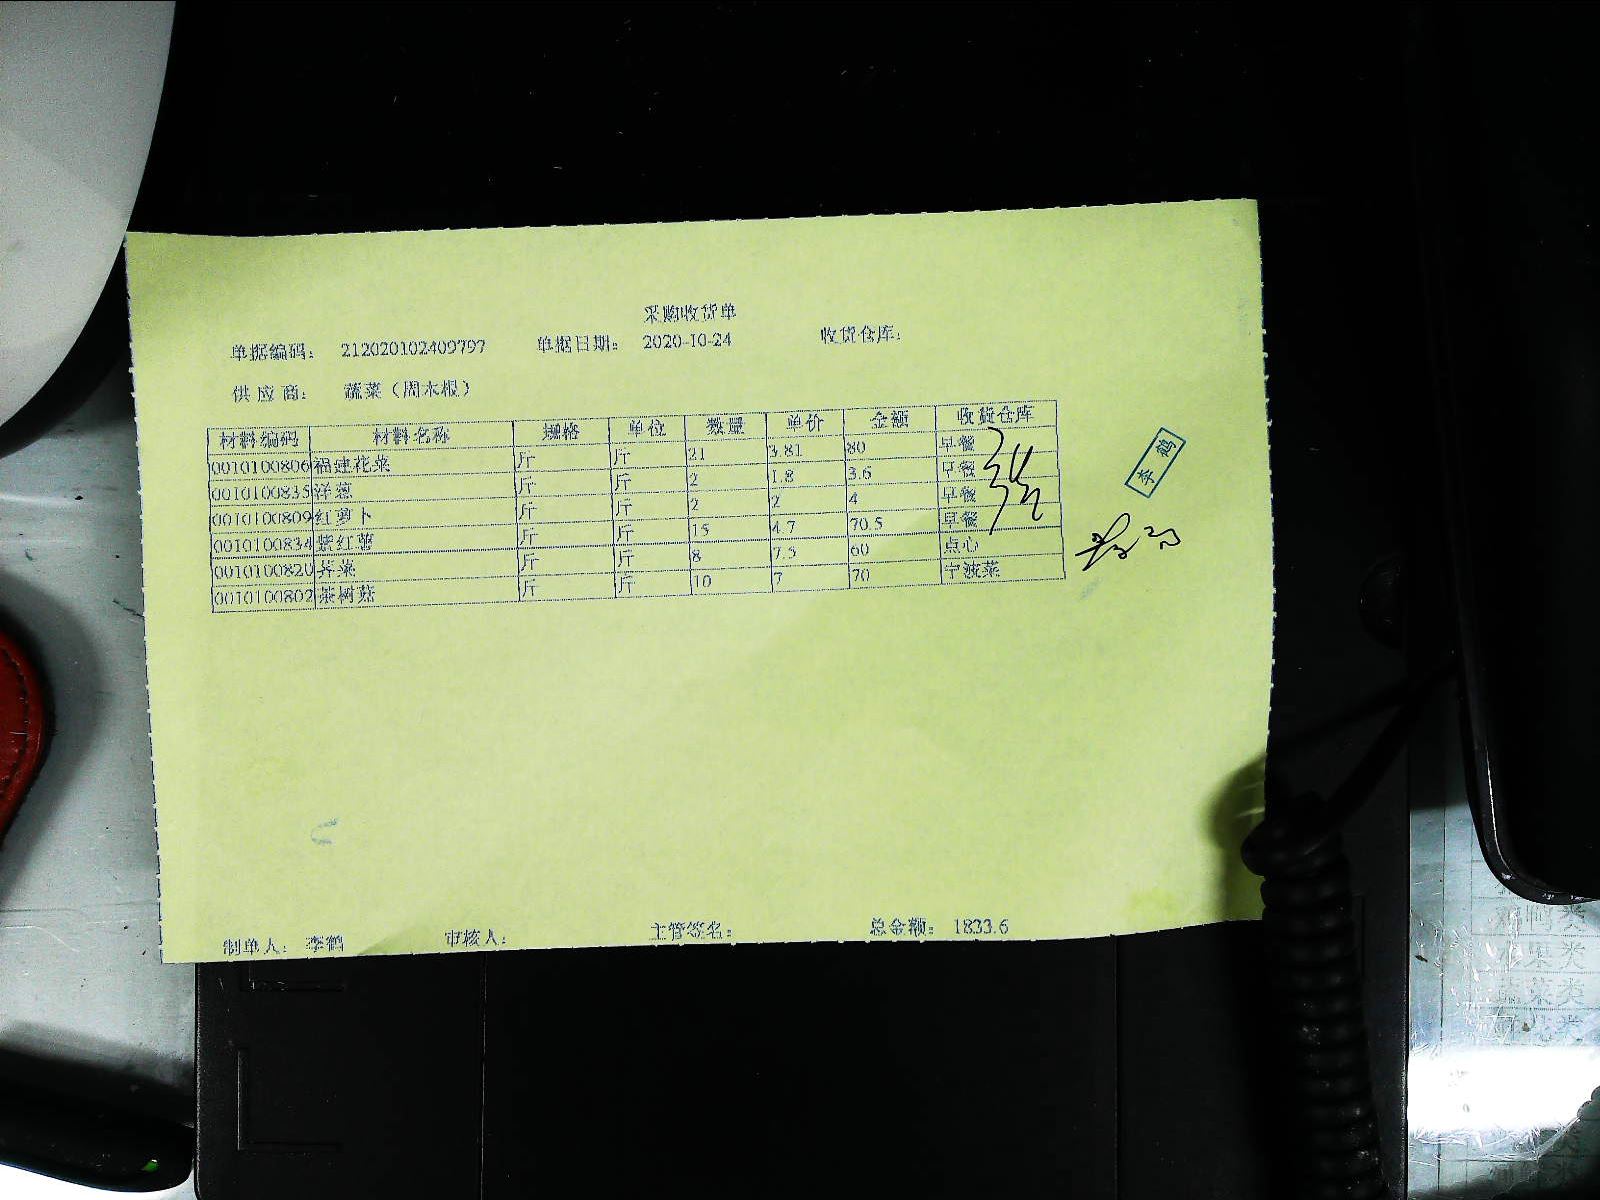 采购收货单
单据编码： 212020102409797 单据日期： 2020-10-24 收货仓库：
供应商： 蔬菜（周木根）
材料编码 材料名称 规格 单位 数量 单价 金额 收货仓库
0010100806 福建花菜 斤 斤 21 3.81 80 早餐
0010100835 洋葱 斤 斤 2 1.8 3.6 早餐
0010100809 红萝卜 斤 斤 2 2 4 早餐
0010100834 紫红薯 斤 斤 15 4.7 70.5 早餐
0010100820 荠菜 斤 斤 8 7.5 60 点心
0010100802 茶树菇 斤 斤 10 7 70 宁波菜
李鹤
制单人： 李鹤 审核人： 主管签名： 总金额： 1833.6
果类
蔬菜类